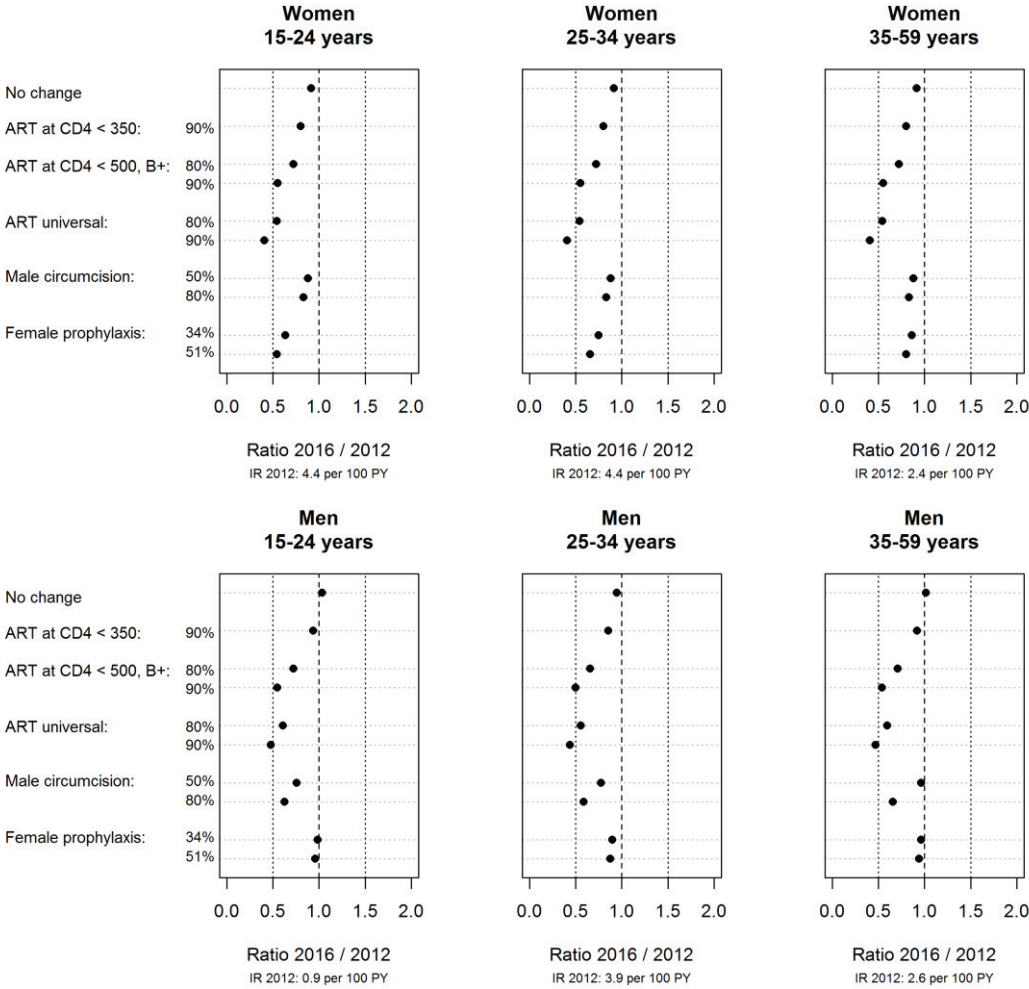 Women
15-24 years
Women
25-34 years
Women
35-59 years
No change
ART at CD4 < 350: 90%
ART at CD4 < 500, B+: 80%
90%
ART universal: 80%
90%
Male circumcision: 50%
80%
Female prophylaxis: 34%
51%
0.0 0.5 1.0 1.5 2.0
0.0 0.5 1.0 1.5 2.0
0.0 0.5 1.0 1.5 2.0
Ratio 2016 / 2012
IR 2012: 4.4 per 100 PY
Ratio 2016 / 2012
IR 2012: 4.4 per 100 PY
Ratio 2016 / 2012
IR 2012: 2.4 per 100 PY
Men
15-24 years
Men
25-34 years
Men
35-59 years
No change
ART at CD4 < 350: 90%
ART at CD4 < 500, B+: 80%
90%
ART universal: 80%
90%
Male circumcision: 50%
80%
Female prophylaxis: 34%
51%
0.0 0.5 1.0 1.5 2.0
0.0 0.5 1.0 1.5 2.0
0.0 0.5 1.0 1.5 2.0
Ratio 2016 / 2012
IR 2012: 0.9 per 100 PY
Ratio 2016 / 2012
IR 2012: 3.9 per 100 PY
Ratio 2016 / 2012
IR 2012: 2.6 per 100 PY